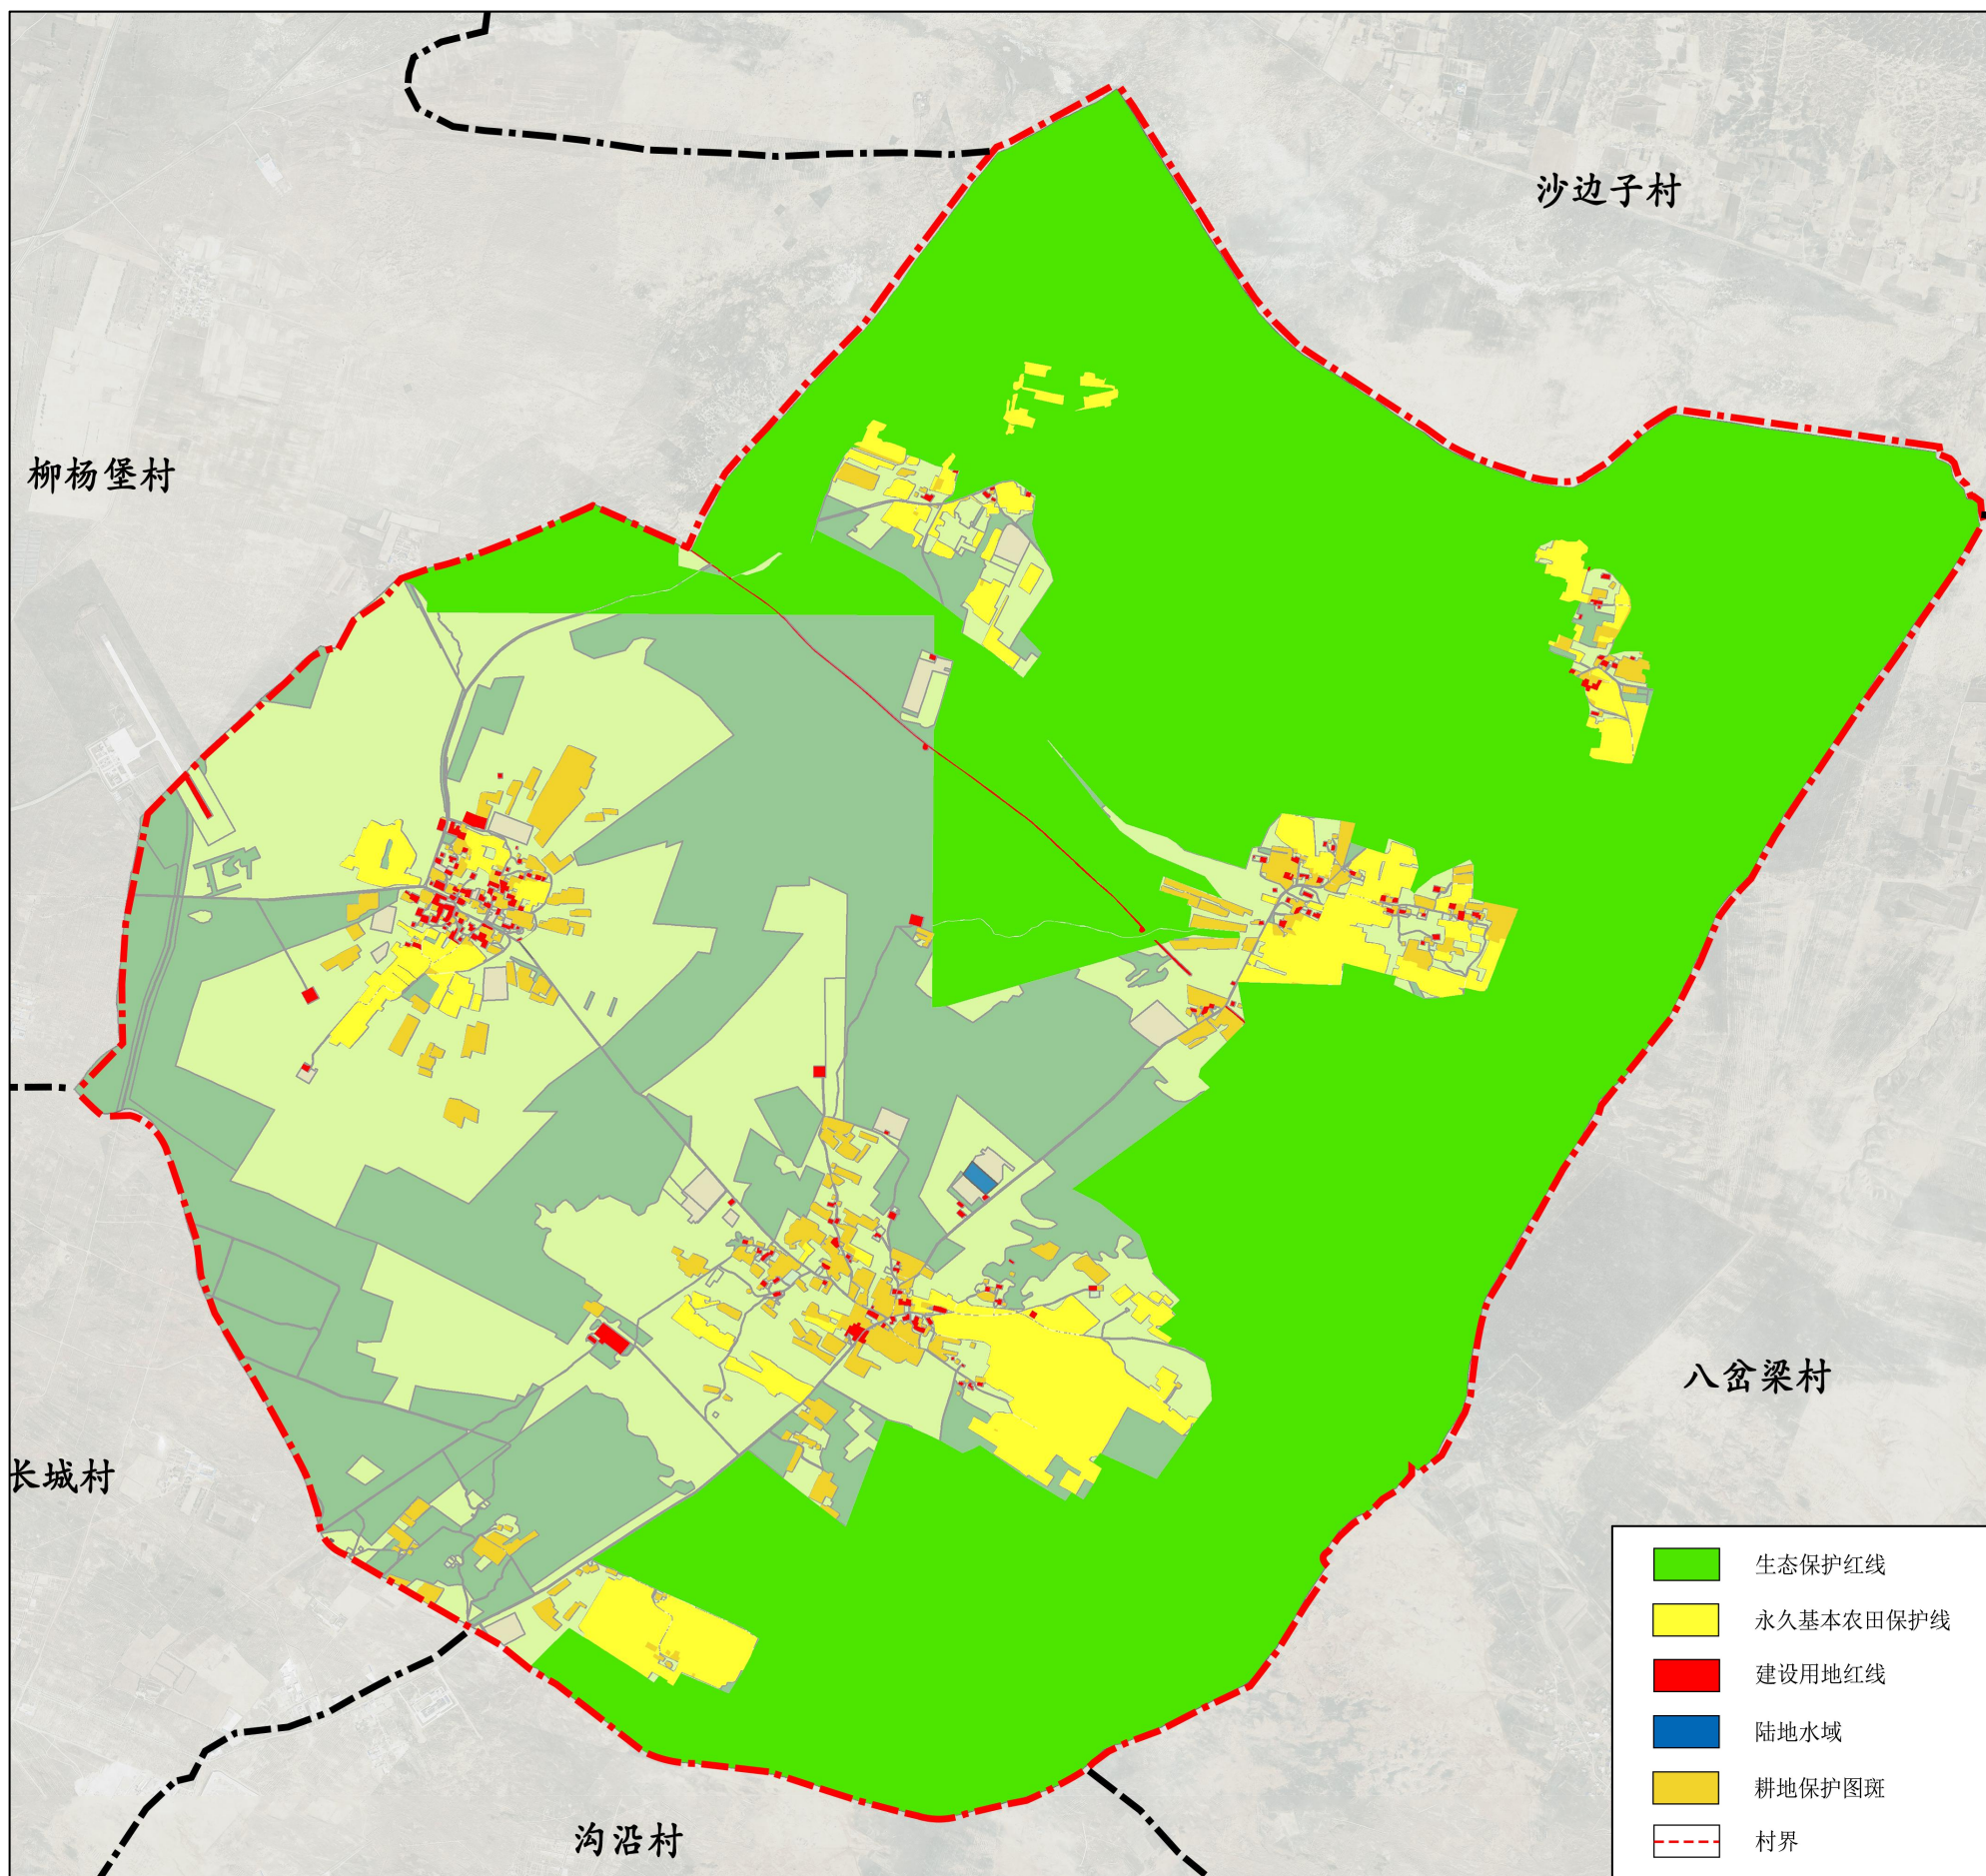 沙边子村
柳杨堡村
八岔梁村
长城村
沟沿村
生态保护红线
永久基本农田保护线
建设用地红线
陆地水域
耕地保护图斑
村界